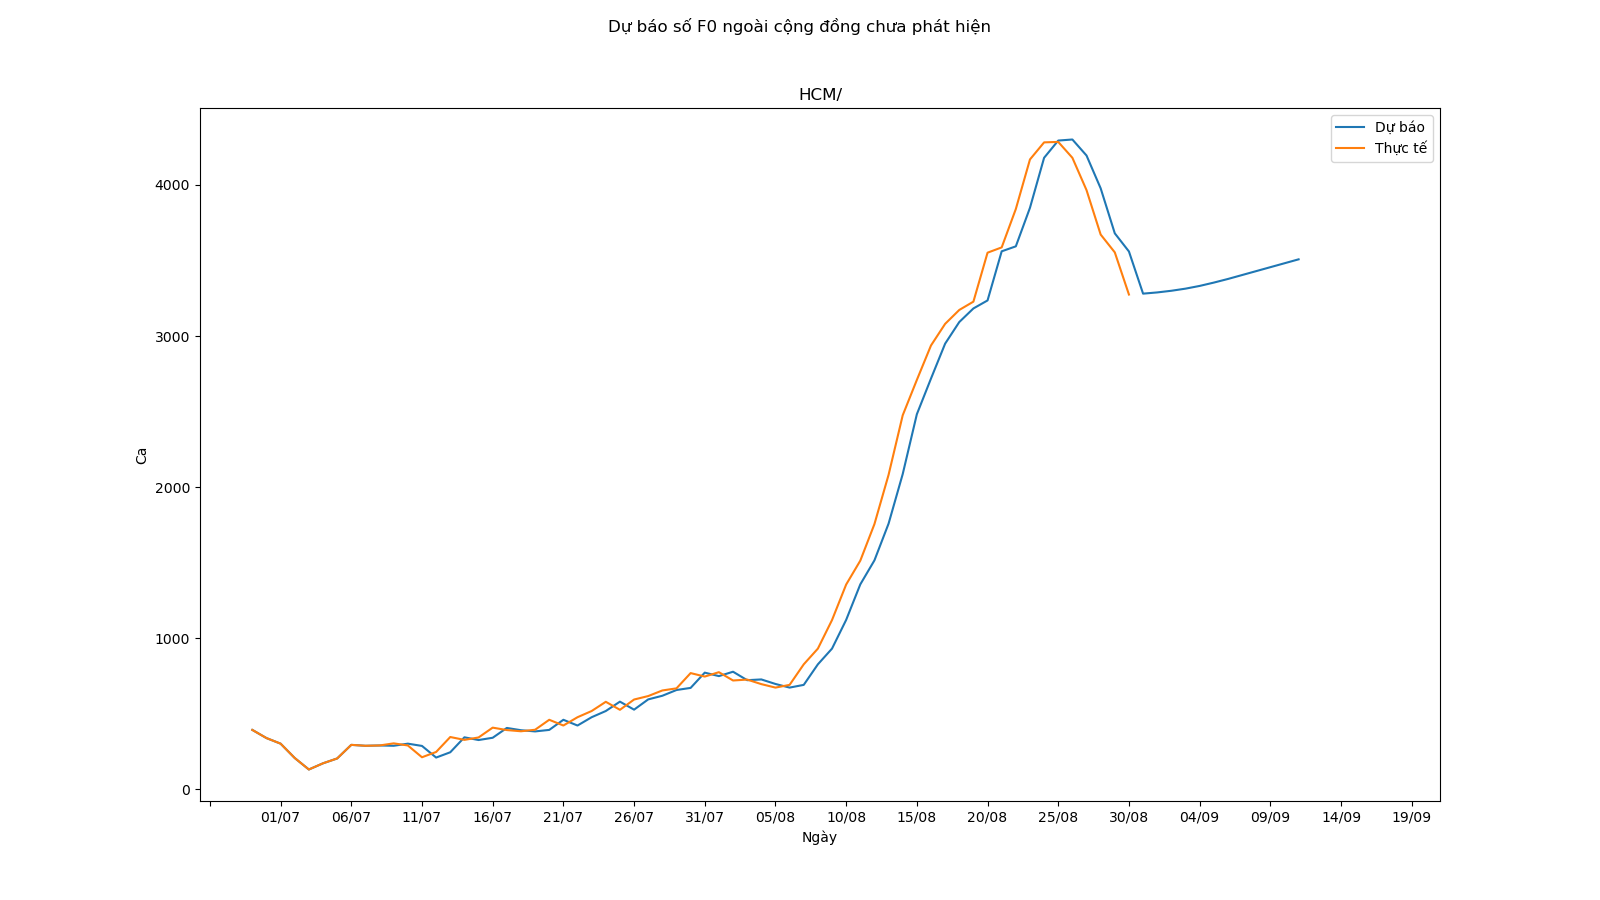 Dự báo số F0 ngoài cộng đồng chưa phát hiện
HCM/
Dự báo
Thực tế
4000
3000
2000
1000
0
Ca
01/07 06/07 11/07 16/07 21/07 26/07 31/07 05/08 10/08 15/08 20/08 25/08 30/08 04/09 09/09 14/09 19/09
Ngày